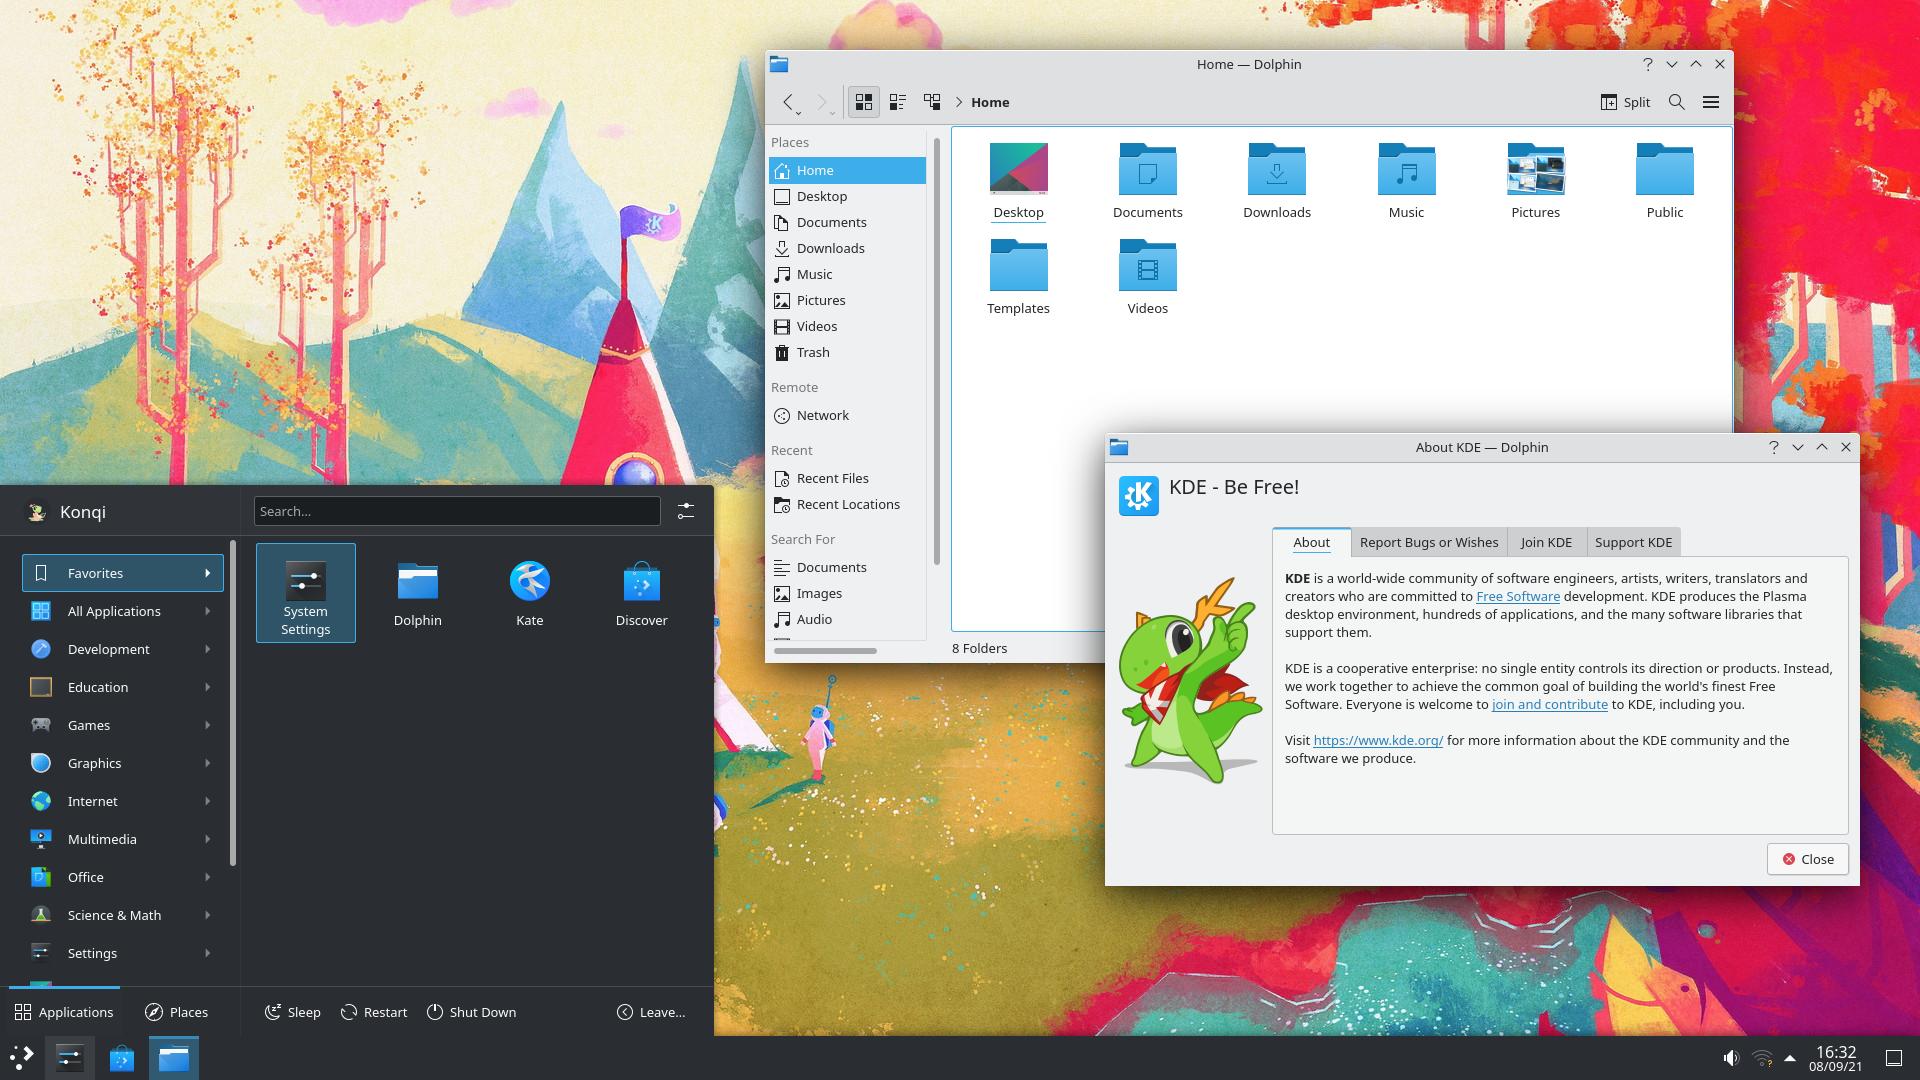 Home — Dolphin
Home
Split
Places
Home
Desktop
Documents
Downloads
Music
Pictures
Videos
Trash
Remote
Network
Recent
Recent Files
Recent Locations
Search For
Documents
Images
Audio
Desktop
Documents
Downloads
Music
Pictures
Public
Templates
Videos
8 Folders
About KDE — Dolphin
KDE - Be Free!
About
Report Bugs or Wishes
Join KDE
Support KDE
KDE is a world-wide community of software engineers, artists, writers, translators and
creators who are committed to Free Software development. KDE produces the Plasma
desktop environment, hundreds of applications, and the many software libraries that
support them.
KDE is a cooperative enterprise: no single entity controls its direction or products. Instead,
we work together to achieve the common goal of building the world's finest Free
Software. Everyone is welcome to join and contribute to KDE, including you.
Visit https://www.kde.org/ for more information about the KDE community and the
software we produce.
Close
Konqi
Search...
Favorites
All Applications
Development
Education
Games
Graphics
Internet
Multimedia
Office
Science & Math
Settings
System
Settings
Dolphin
Kate
Discover
Applications
Places
Sleep
Restart
Shut Down
Leave...
16:32
08/09/21